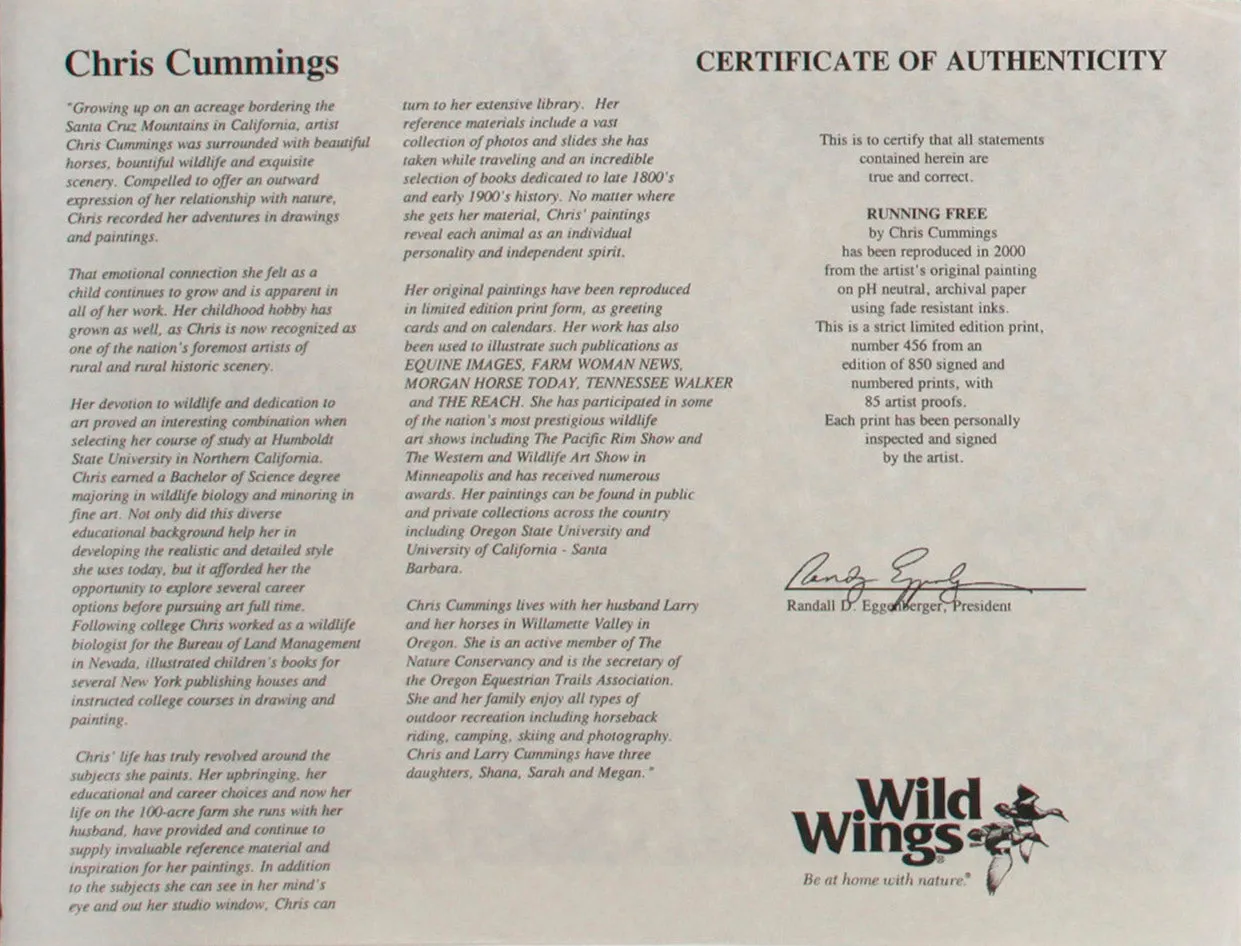 Chris Cummings
"Growing up on an acreage bordering the
Santa Cruz Mountains in California, artist
Chris Cummings was surrounded with beautiful
horses, bountiful wildlife and exquisite
scenery. Compelled to offer an outward
expression of her relationship with nature,
Chris recorded her adventures in drawings
and paintings.
That emotional connection she felt as a
child continues to grow and is apparent in
all of her work. Her childhood hobby has
grown as well, as Chris is now recognized as
one of the nation's foremost artists of
rural and rural historic scenery.
Her devotion to wildlife and dedication to
art proved an interesting combination when
selecting her course of study at Humboldt
State University in Northern California.
Chris earned a Bachelor of Science degree
majoring in wildlife biology and minoring in
fine art. Not only did this diverse
educational background help her in
developing the realistic and detailed style
she uses today, but it afforded her the
opportunity to explore several career
options before pursuing art full time.
Following college Chris worked as a wildlife
biologist for the Bureau of Land Management
in Nevada, illustrated children's books for
several New York publishing houses and
instructed college courses in drawing and
painting.
Chris' life has truly revolved around the
subjects she paints. Her upbringing, her
educational and career choices and now her
life on the 100-acre farm she runs with her
husband, have provided and continue to
supply invaluable reference material and
inspiration for her paintings. In addition
to the subjects she can see in her mind's
eye and out her studio window, Chris can
turn to her extensive library. Her
reference materials include a vast
collection of photos and slides she has
taken while traveling and an incredible
selection of books dedicated to late 1800's
and early 1900's history. No matter where
she gets her material, Chris' paintings
reveal each animal as an individual
personality and independent spirit.
Her original paintings have been reproduced
in limited edition print form, as greeting
cards and on calendars. Her work has also
been used to illustrate such publications as
EQUINE IMAGES, FARM WOMAN NEWS,
MORGAN HORSE TODAY, TENNESSEE WALKER
and THE REACH. She has participated in some
of the nation's most prestigious wildlife
art shows including The Pacific Rim Show and
The Western and Wildlife Art Show in
Minneapolis and has received numerous
awards. Her paintings can be found in public
and private collections across the country
including Oregon State University and
University of California - Santa
Barbara.
Chris Cummings lives with her husband Larry
and her horses in Willamette Valley in
Oregon. She is an active member of The
Nature Conservancy and is the secretary of
the Oregon Equestrian Trails Association.
She and her family enjoy all types of
outdoor recreation including horseback
riding, camping, skiing and photography.
Chris and Larry Cummings have three
daughters, Shana, Sarah and Megan."
CERTIFICATE OF AUTHENTICITY
This is to certify that all statements
contained herein are
true and correct.
RUNNING FREE
by Chris Cummings
has been reproduced in 2000
from the artist's original painting
on pH neutral, archival paper
using fade resistant inks.
This is a strict limited edition print,
number 456 from an
edition of 850 signed and
numbered prints, with
85 artist proofs.
Each print has been personally
inspected and signed
by the artist.
Randall D. Eggenberger, President
Wild
Wings®
Be at home with nature.®